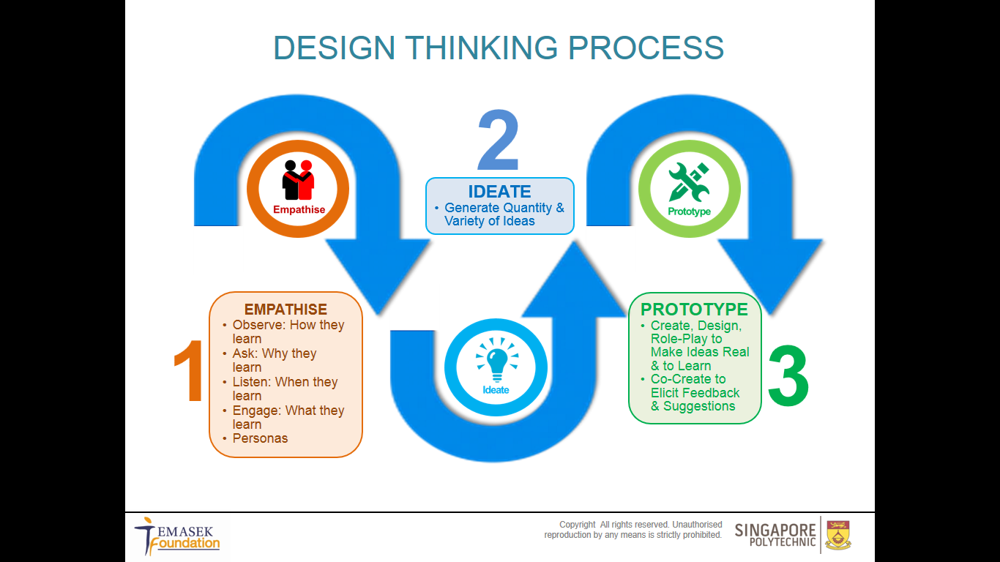 DESIGN THINKING PROCESS
Empathise
2
IDEATE
• Generate Quantity &
Variety of Ideas
Prototype
1
EMPATHISE
• Observe: How they
learn
• Ask: Why they
learn
• Listen: When they
learn
• Engage: What they
learn
• Personas
Ideate
PROTOTYPE
• Create, Design,
Role-Play to
Make Ideas Real
& to Learn
• Co-Create to
Elicit Feedback
& Suggestions
3
TEMASEK
Foundation
Copyright All rights reserved. Unauthorised
reproduction by any means is strictly prohibited.
SINGAPORE
POLYTECHNIC